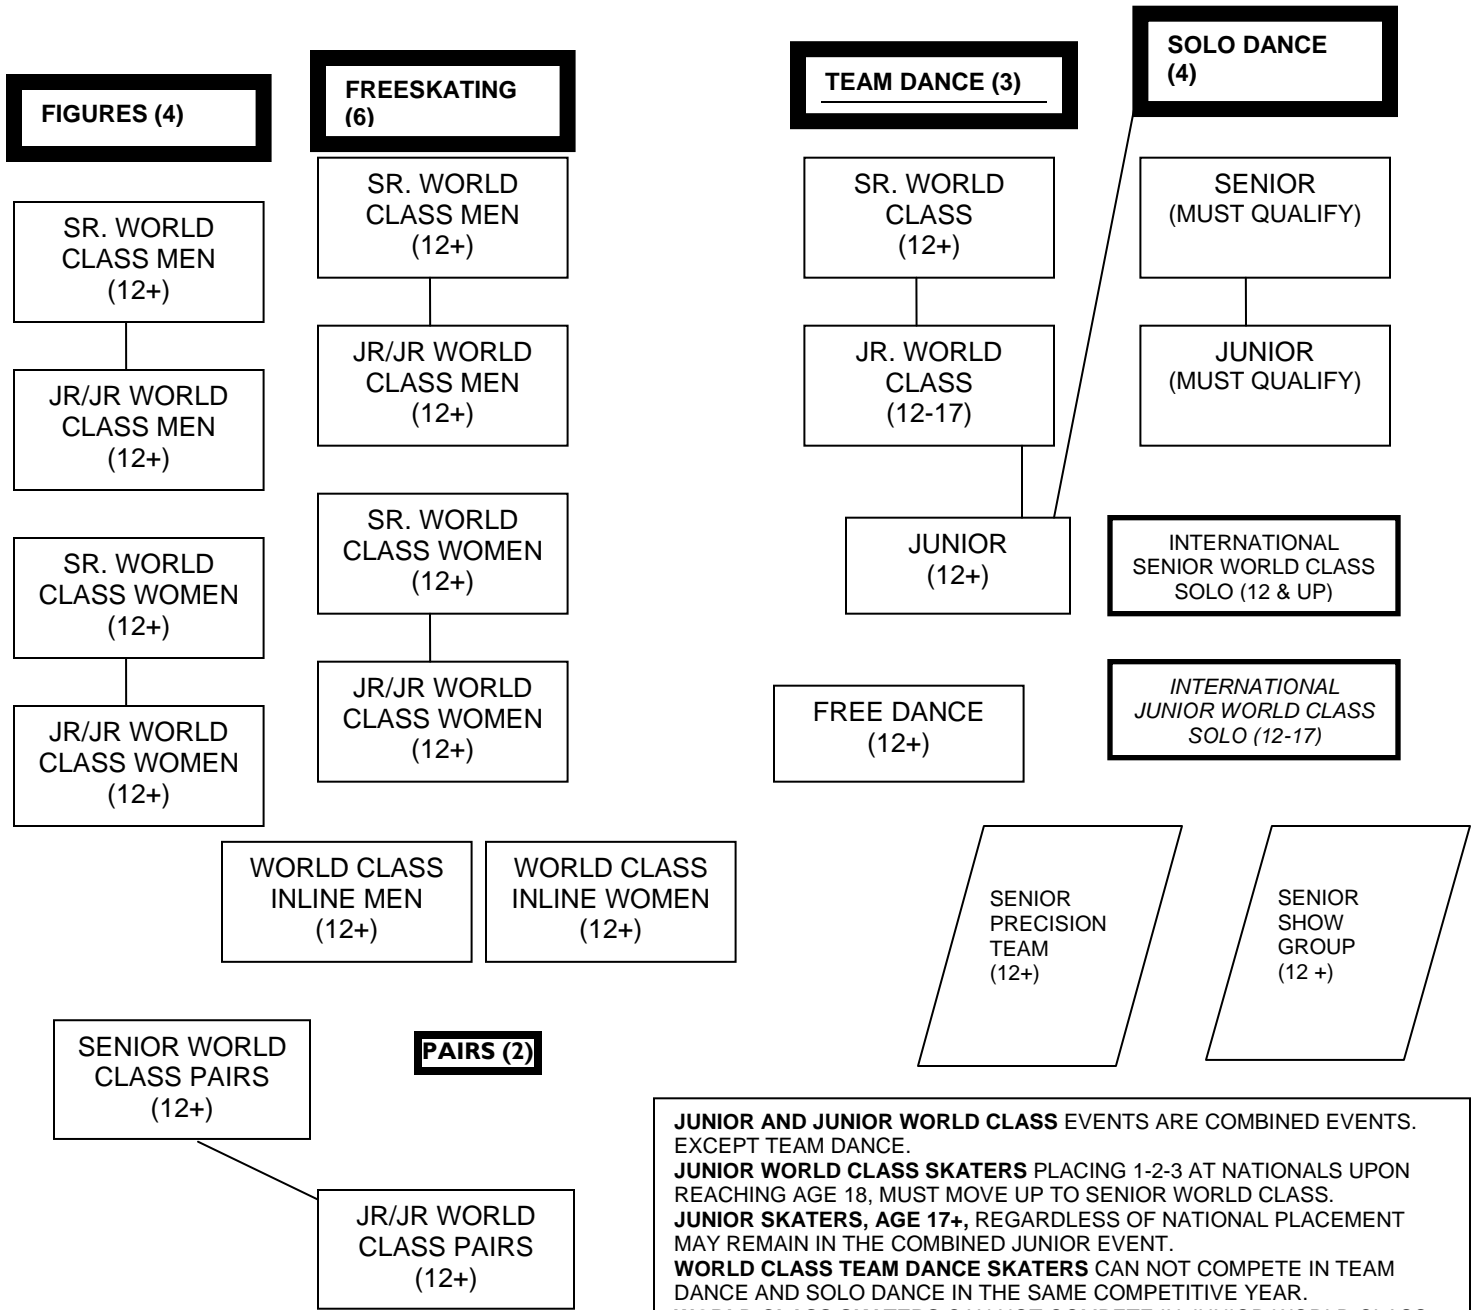 FIGURES (4)
SR. WORLD
CLASS MEN
(12+)
JR/JR WORLD
CLASS MEN
(12+)
SR. WORLD
CLASS WOMEN
(12+)
JR/JR WORLD
CLASS WOMEN
(12+)
FREESKATING
(6)
SR. WORLD
CLASS MEN
(12+)
JR/JR WORLD
CLASS MEN
(12+)
SR. WORLD
CLASS WOMEN
(12+)
JR/JR WORLD
CLASS WOMEN
(12+)
WORLD CLASS
INLINE MEN
(12+)
WORLD CLASS
INLINE WOMEN
(12+)
TEAM DANCE (3)
SR. WORLD
CLASS
(12+)
JR. WORLD
CLASS
(12-17)
JUNIOR
(12+)
FREE DANCE
(12+)
SOLO DANCE
(4)
SENIOR
(MUST QUALIFY)
JUNIOR
(MUST QUALIFY)
INTERNATIONAL
SENIOR WORLD CLASS
SOLO (12 & UP)
INTERNATIONAL
JUNIOR WORLD CLASS
SOLO (12-17)
SENIOR
PRECISION
TEAM
(12+)
SENIOR
SHOW
GROUP
(12 +)
SENIOR WORLD
CLASS PAIRS
(12+)
PAIRS (2)
JR/JR WORLD
CLASS PAIRS
(12+)
JUNIOR AND JUNIOR WORLD CLASS EVENTS ARE COMBINED EVENTS.
EXCEPT TEAM DANCE.
JUNIOR WORLD CLASS SKATERS PLACING 1-2-3 AT NATIONALS UPON
REACHING AGE 18, MUST MOVE UP TO SENIOR WORLD CLASS.
JUNIOR SKATERS, AGE 17+, REGARDLESS OF NATIONAL PLACEMENT
MAY REMAIN IN THE COMBINED JUNIOR EVENT.
WORLD CLASS TEAM DANCE SKATERS CAN NOT COMPETE IN TEAM
DANCE AND SOLO DANCE IN THE SAME COMPETITIVE YEAR.